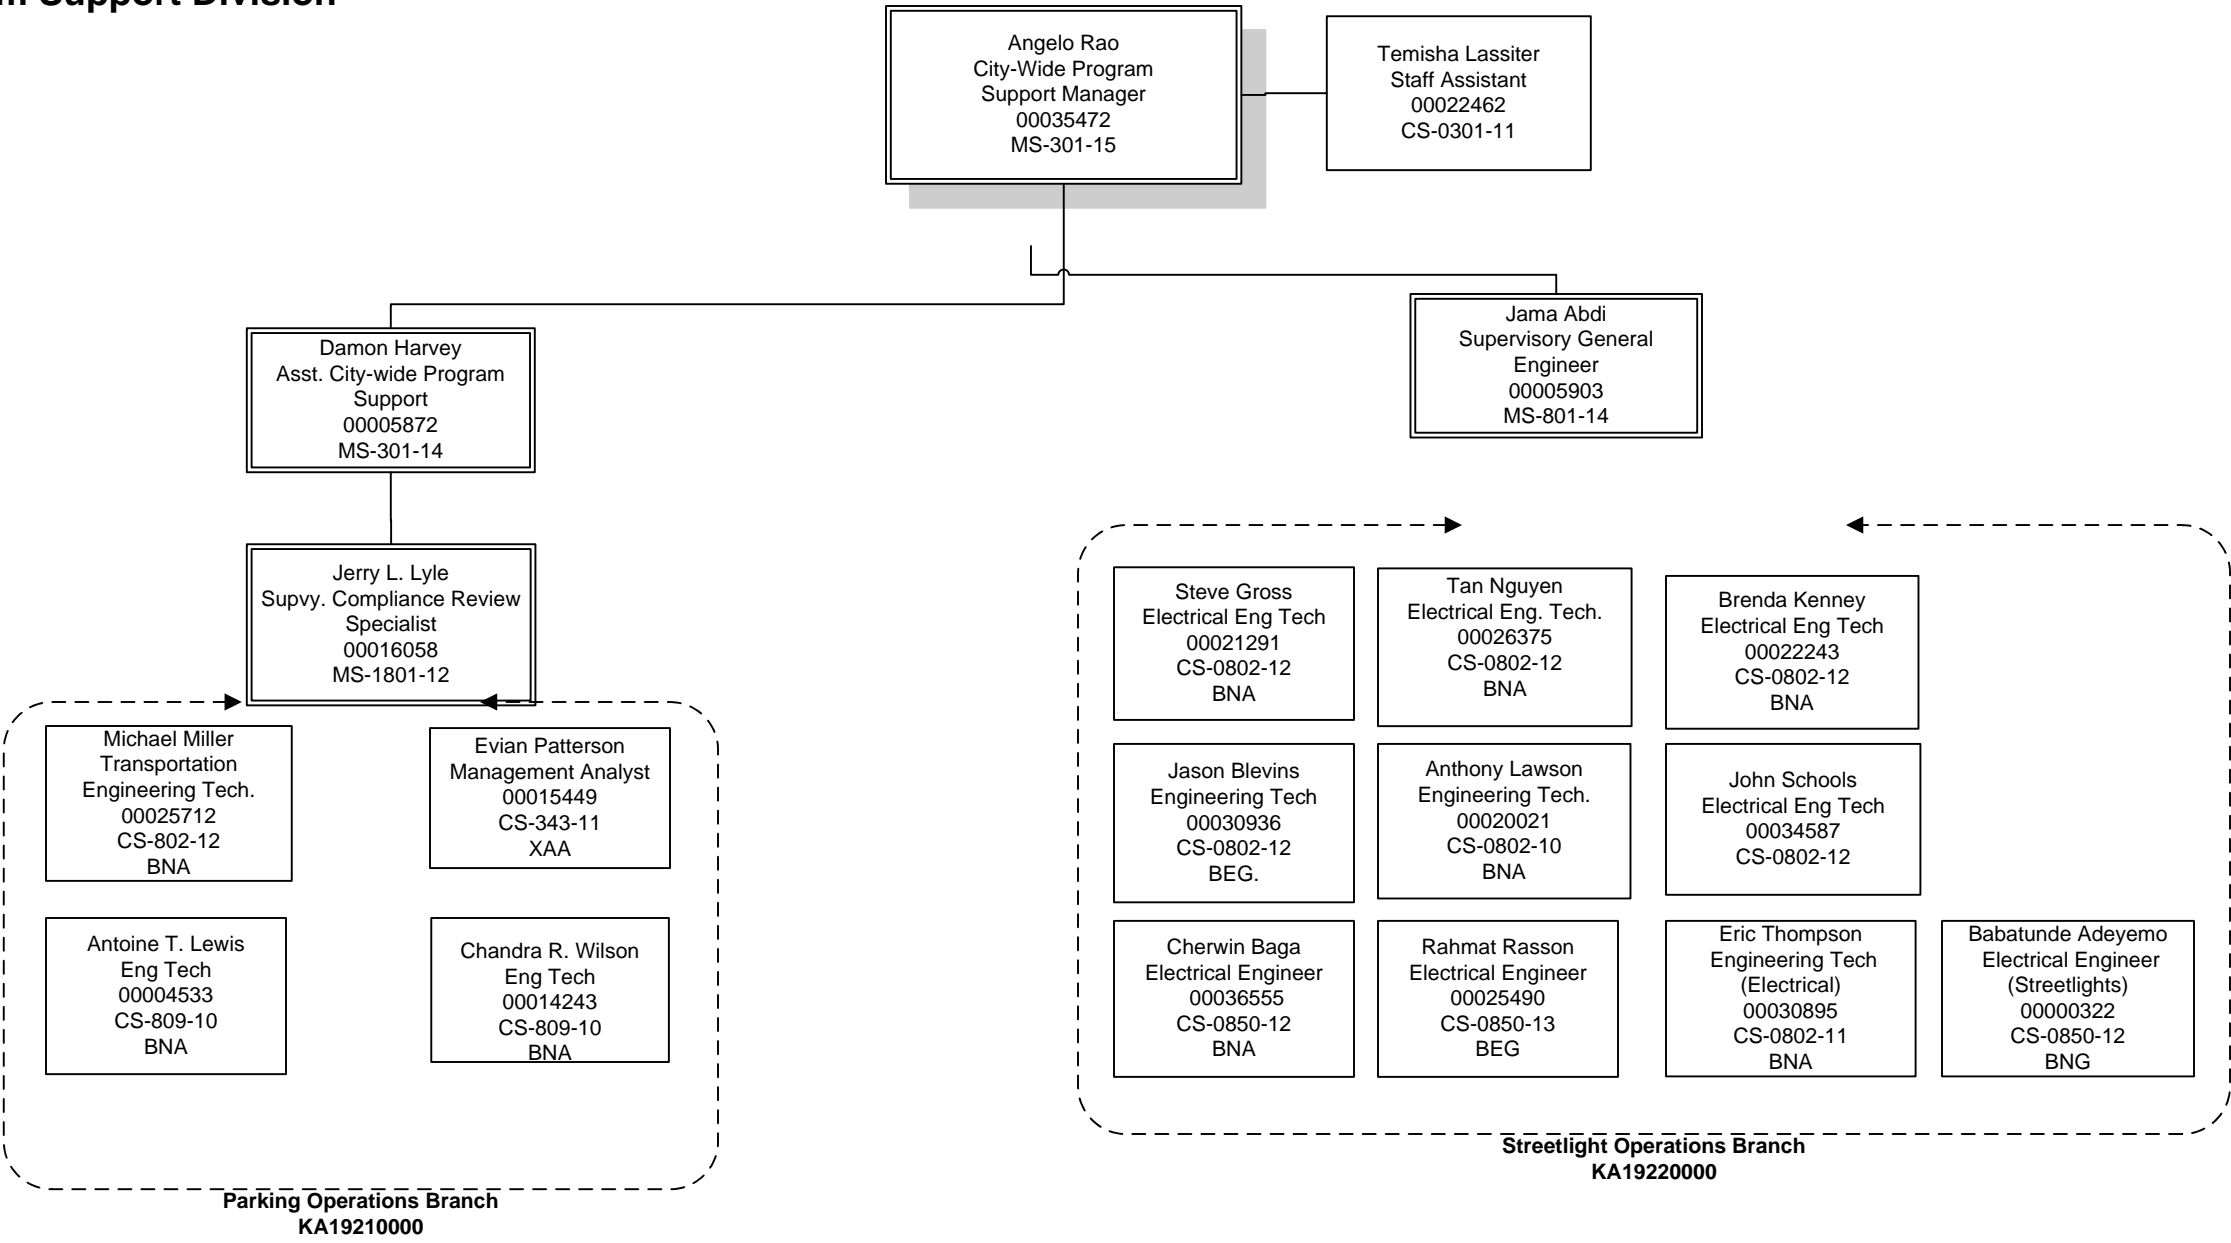 Support Division
Angelo Rao
City-Wide Program
Support Manager
00035472
MS-301-15
Temisha Lassiter
Staff Assistant
00022462
CS-0301-11
Damon Harvey
Asst. City-wide Program
Support
00005872
MS-301-14
Jama Abdi
Supervisory General
Engineer
00005903
MS-801-14
Jerry L. Lyle
Supvy. Compliance Review
Specialist
00016058
MS-1801-12
Michael Miller
Transportation
Engineering Tech.
00025712
CS-802-12
BNA
Evian Patterson
Management Analyst
00015449
CS-343-11
XAA
Antoine T. Lewis
Eng Tech
00004533
CS-809-10
BNA
Chandra R. Wilson
Eng Tech
00014243
CS-809-10
BNA
Parking Operations Branch
KA19210000
Steve Gross
Electrical Eng Tech
00021291
CS-0802-12
BNA
Tan Nguyen
Electrical Eng. Tech.
00026375
CS-0802-12
BNA
Brenda Kenney
Electrical Eng Tech
00022243
CS-0802-12
BNA
Jason Blevins
Engineering Tech
00030936
CS-0802-12
BEG.
Anthony Lawson
Engineering Tech.
00020021
CS-0802-10
BNA
John Schools
Electrical Eng Tech
00034587
CS-0802-12
Cherwin Baga
Electrical Engineer
00036555
CS-0850-12
BNA
Rahmat Rasson
Electrical Engineer
00025490
CS-0850-13
BEG
Eric Thompson
Engineering Tech
(Electrical)
00030895
CS-0802-11
BNA
Babatunde Adeyemo
Electrical Engineer
(Streetlights)
00000322
CS-0850-12
BNG
Streetlight Operations Branch
KA19220000